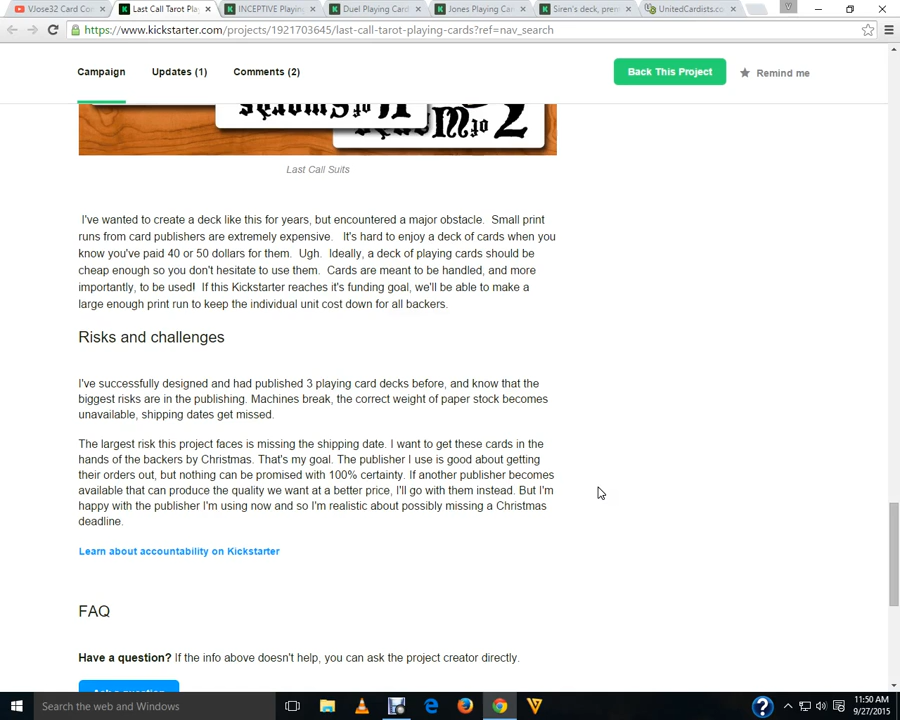 VJose32 Card Cor
Last Call Tarot Pla
INCEPTIVE Playin
Duel Playing Card
Jones Playing Car
Siren's deck, prem
UnitedCardists.co
https://www.kickstarter.com/projects/1921703645/last-call-tarot-playing-cards?ref=nav_search
Campaign Updates (1) Comments (2) Back This Project Remind me
of Swords
2 of Wands
Last Call Suits
I've wanted to create a deck like this for years, but encountered a major obstacle. Small print
runs from card publishers are extremely expensive. It's hard to enjoy a deck of cards when you
know you've paid 40 or 50 dollars for them. Ugh. Ideally, a deck of playing cards should be
cheap enough so you don't hesitate to use them. Cards are meant to be handled, and more
importantly, to be used! If this Kickstarter reaches it's funding goal, we'll be able to make a
large enough print run to keep the individual unit cost down for all backers.
Risks and challenges
I've successfully designed and had published 3 playing card decks before, and know that the
biggest risks are in the publishing. Machines break, the correct weight of paper stock becomes
unavailable, shipping dates get missed.
The largest risk this project faces is missing the shipping date. I want to get these cards in the
hands of the backers by Christmas. That's my goal. The publisher I use is good about getting
their orders out, but nothing can be promised with 100% certainty. If another publisher becomes
available that can produce the quality we want at a better price, I'll go with them instead. But I'm
happy with the publisher I'm using now and so I'm realistic about possibly missing a Christmas
deadline.
Learn about accountability on Kickstarter
FAQ
Have a question? If the info above doesn't help, you can ask the project creator directly.
Ask a question
Search the web and Windows
11:50 AM
9/27/2015